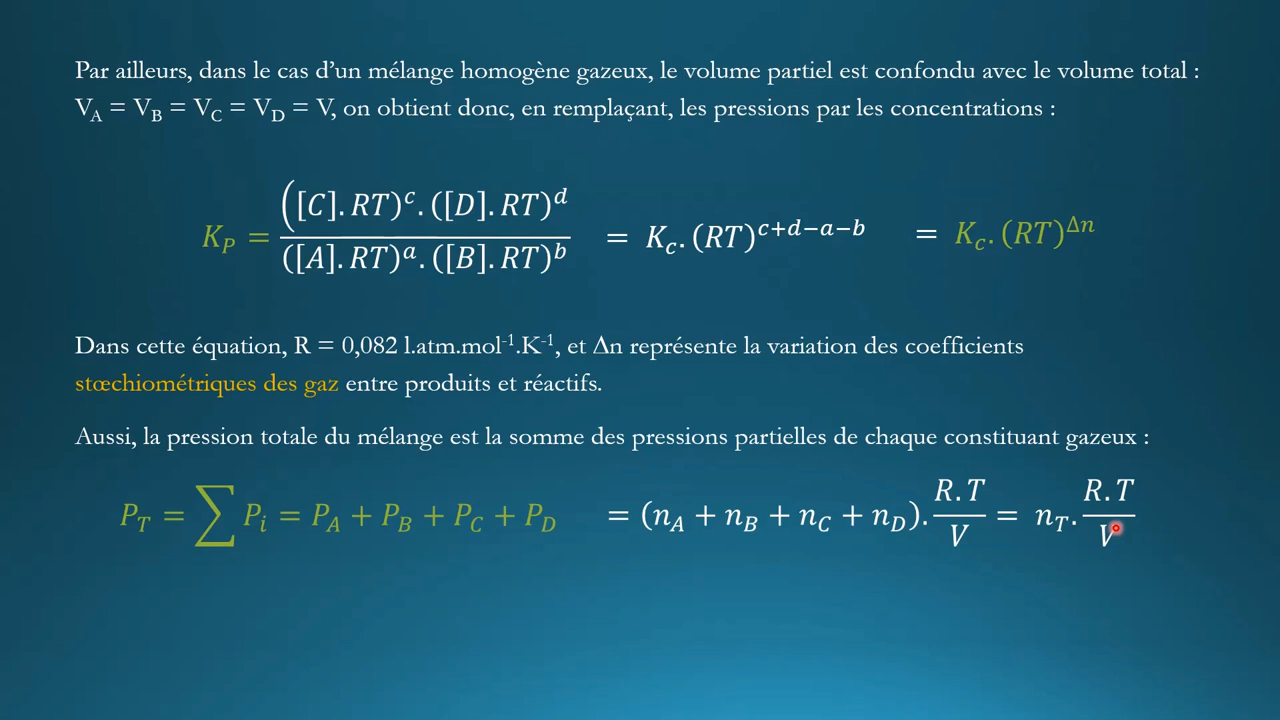 Par ailleurs, dans le cas d’un mélange homogène gazeux, le volume partiel est confondu avec le volume total :
V_A = V_B = V_C = V_D = V, on obtient donc, en remplaçant, les pressions par les concentrations :
K_P = (([C].RT)^c.([D].RT)^d)/(([A].RT)^a.([B].RT)^b) = K_c.(RT)^{c+d−a−b} = K_c.(RT)^{Δn}
Dans cette équation, R = 0,082 l.atm.mol^{-1}.K^{-1}, et Δn représente la variation des coefficients
stœchiométriques des gaz entre produits et réactifs.
Aussi, la pression totale du mélange est la somme des pressions partielles de chaque constituant gazeux :
P_T = ∑ P_i = P_A + P_B + P_C + P_D = (n_A + n_B + n_C + n_D).R.T/V = n_T.R.T/V